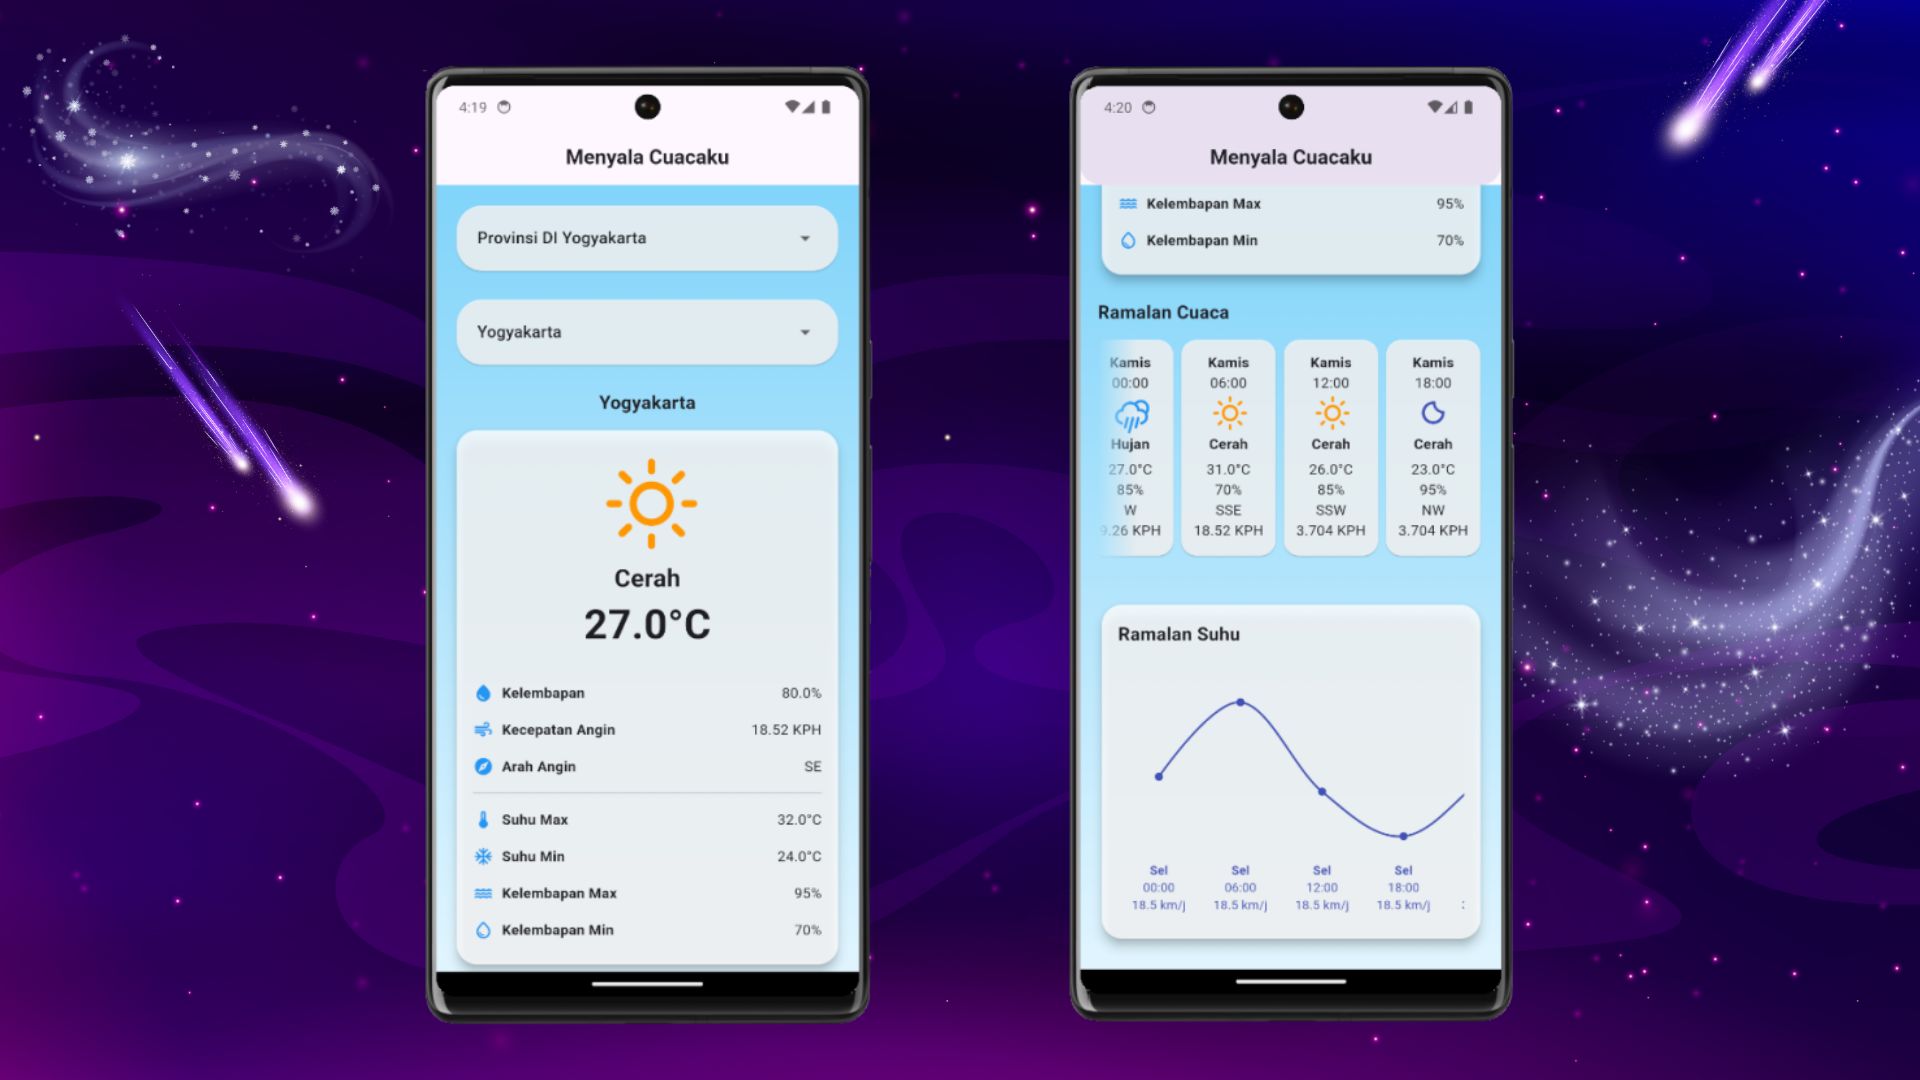 4:19
Menyala Cuacaku
Provinsi DI Yogyakarta
Yogyakarta
Yogyakarta
Cerah
27.0°C
Kelembapan 80.0%
Kecepatan Angin 18.52 KPH
Arah Angin SE
Suhu Max 32.0°C
Suhu Min 24.0°C
Kelembapan Max 95%
Kelembapan Min 70%
4:20
Menyala Cuacaku
Kelembapan Max 95%
Kelembapan Min 70%
Ramalan Cuaca
Kamis Kamis Kamis Kamis
00:00 06:00 12:00 18:00
Hujan Cerah Cerah Cerah
27.0°C 31.0°C 26.0°C 23.0°C
85% 70% 85% 95%
W SSE SSW NW
9.26 KPH 18.52 KPH 3.704 KPH 3.704 KPH
Ramalan Suhu
Sel Sel Sel Sel
00:00 06:00 12:00 18:00
18.5 km/j 18.5 km/j 18.5 km/j 18.5 km/j